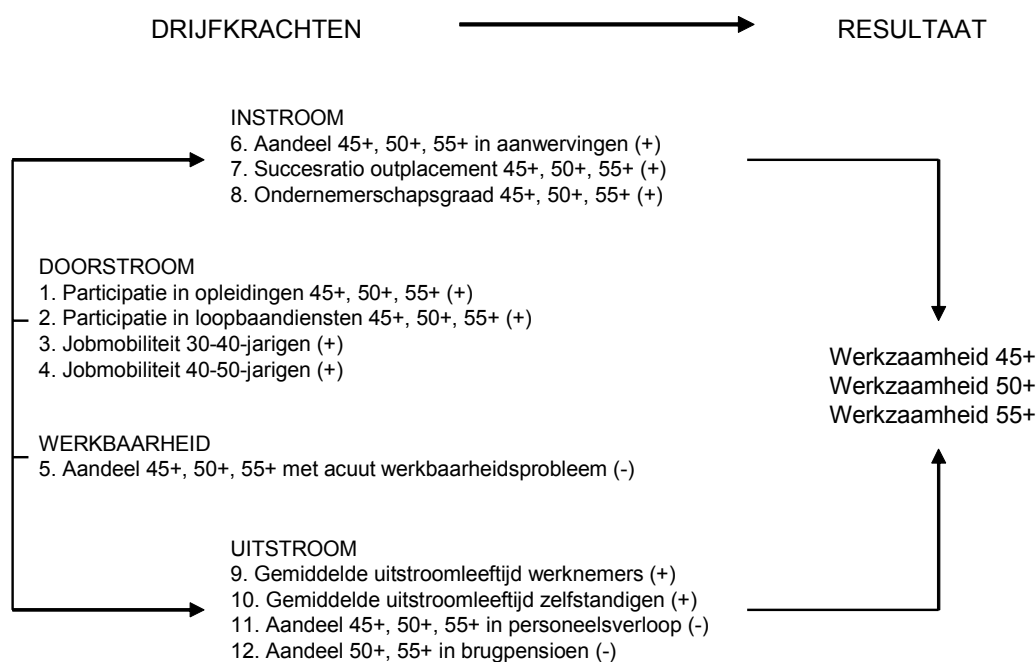 DRIJFKRACHTEN
RESULTAAT
INSTROOM
6. Aandeel 45+, 50+, 55+ in aanwervingen (+)
7. Succesratio outplacement 45+, 50+, 55+ (+)
8. Ondernemerschapsgraad 45+, 50+, 55+ (+)
DOORSTROOM
1. Participatie in opleidingen 45+, 50+, 55+ (+)
2. Participatie in loopbaandiensten 45+, 50+, 55+ (+)
3. Jobmobiliteit 30-40-jarigen (+)
4. Jobmobiliteit 40-50-jarigen (+)
WERKBAARHEID
5. Aandeel 45+, 50+, 55+ met acuut werkbaarheidsprobleem (-)
UITSTROOM
9. Gemiddelde uitstroomleeftijd werknemers (+)
10. Gemiddelde uitstroomleeftijd zelfstandigen (+)
11. Aandeel 45+, 50+, 55+ in personeelsverloop (-)
12. Aandeel 50+, 55+ in brugpensioen (-)
Werkzaamheid 45+
Werkzaamheid 50+
Werkzaamheid 55+